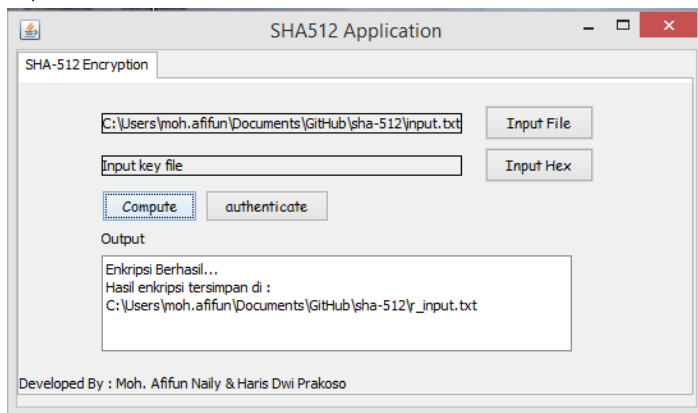 SHA512 Application
SHA-512 Encryption
C:\Users\moh.afifun\Documents\GitHub\sha-512\input.txt Input File
Input key file Input Hex
Compute authenticate
Output
Enkripsi Berhasil...
Hasil enkripsi tersimpan di :
C:\Users\moh.afifun\Documents\GitHub\sha-512\r_input.txt
Developed By : Moh. Afifun Naily & Haris Dwi Prakoso